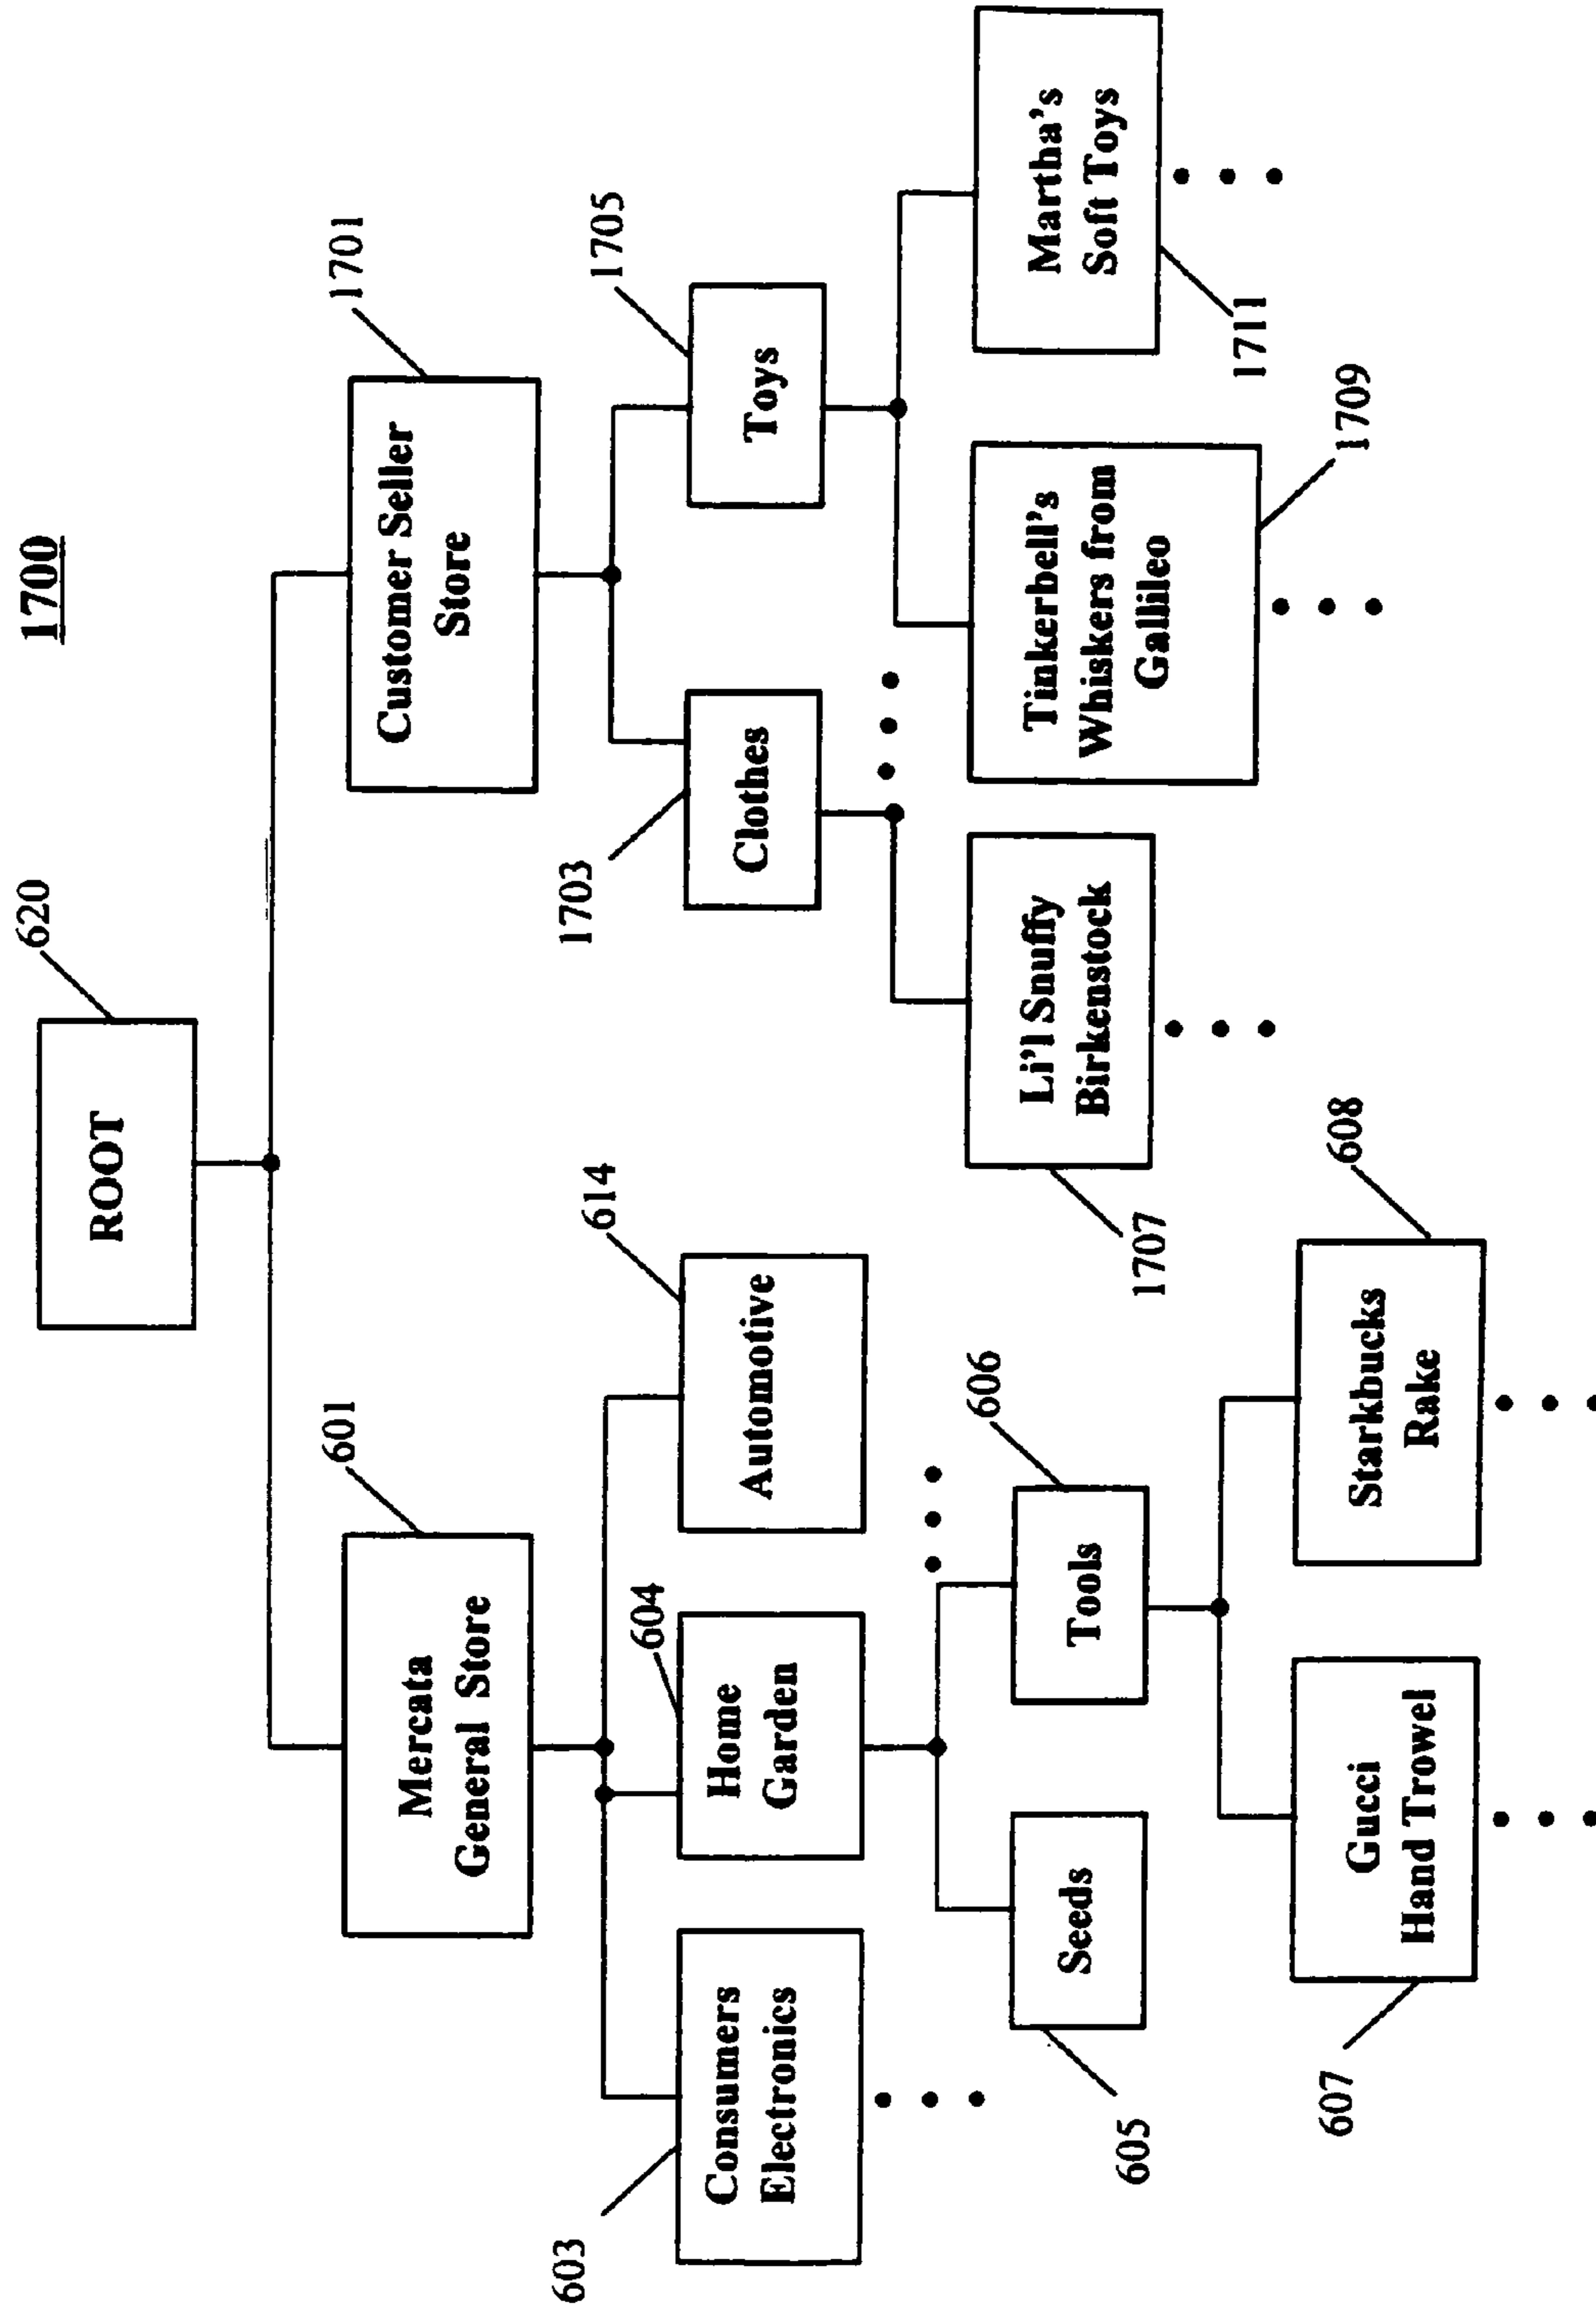 1700
ROOT
620
Mercata
General Store
601
Customer Seller
Store
1701
Consumers
Electronics
603
Home
Garden
604
Automotive
614
Clothes
1703
Toys
1705
Seeds
605
Tools
606
Li'l Snuffy
Birkenstock
1707
Tinkerbell's
Whiskers from
Gallileo
1709
Martha's
Soft Toys
1711
Gucci
Hand Trowel
607
Starkbucks
Rake
608